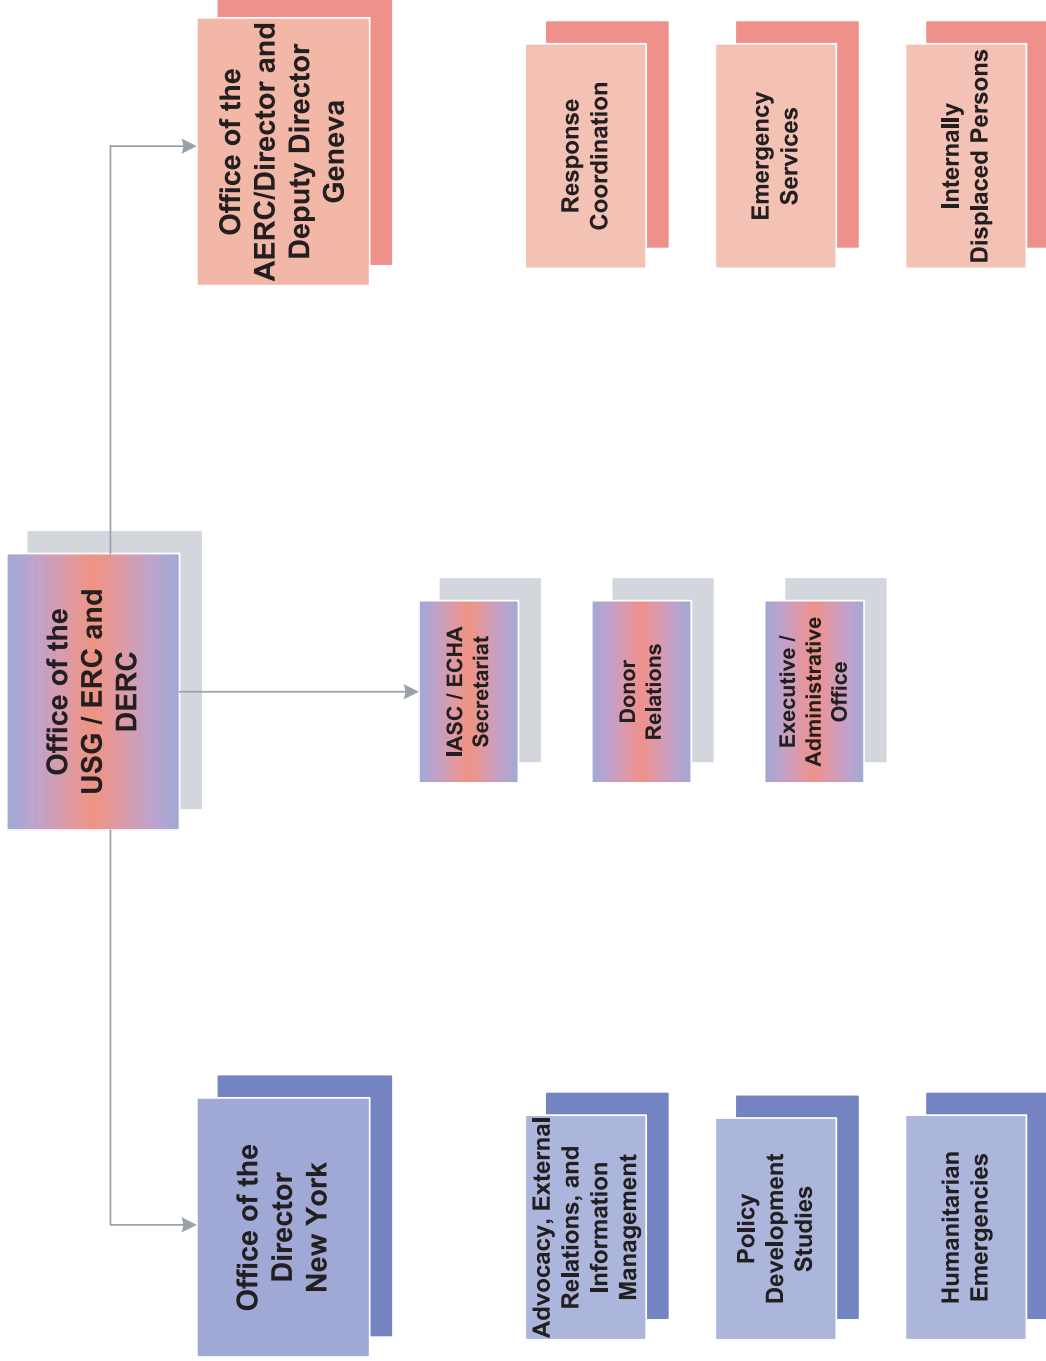 Office of the
USG / ERC and
DERC
Office of the
Director
New York
Office of the
AERC/Director and
Deputy Director
Geneva
IASC / ECHA
Secretariat
Donor
Relations
Executive /
Administrative
Office
Advocacy, External
Relations, and
Information
Management
Policy
Development
Studies
Humanitarian
Emergencies
Response
Coordination
Emergency
Services
Internally
Displaced Persons